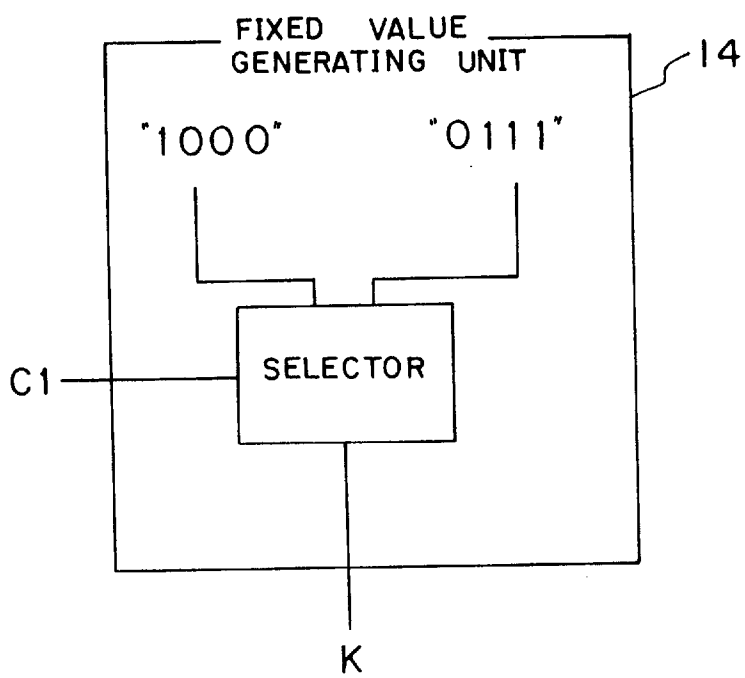 FIXED VALUE
GENERATING UNIT
14
"1000"
"0111"
C1
SELECTOR
K